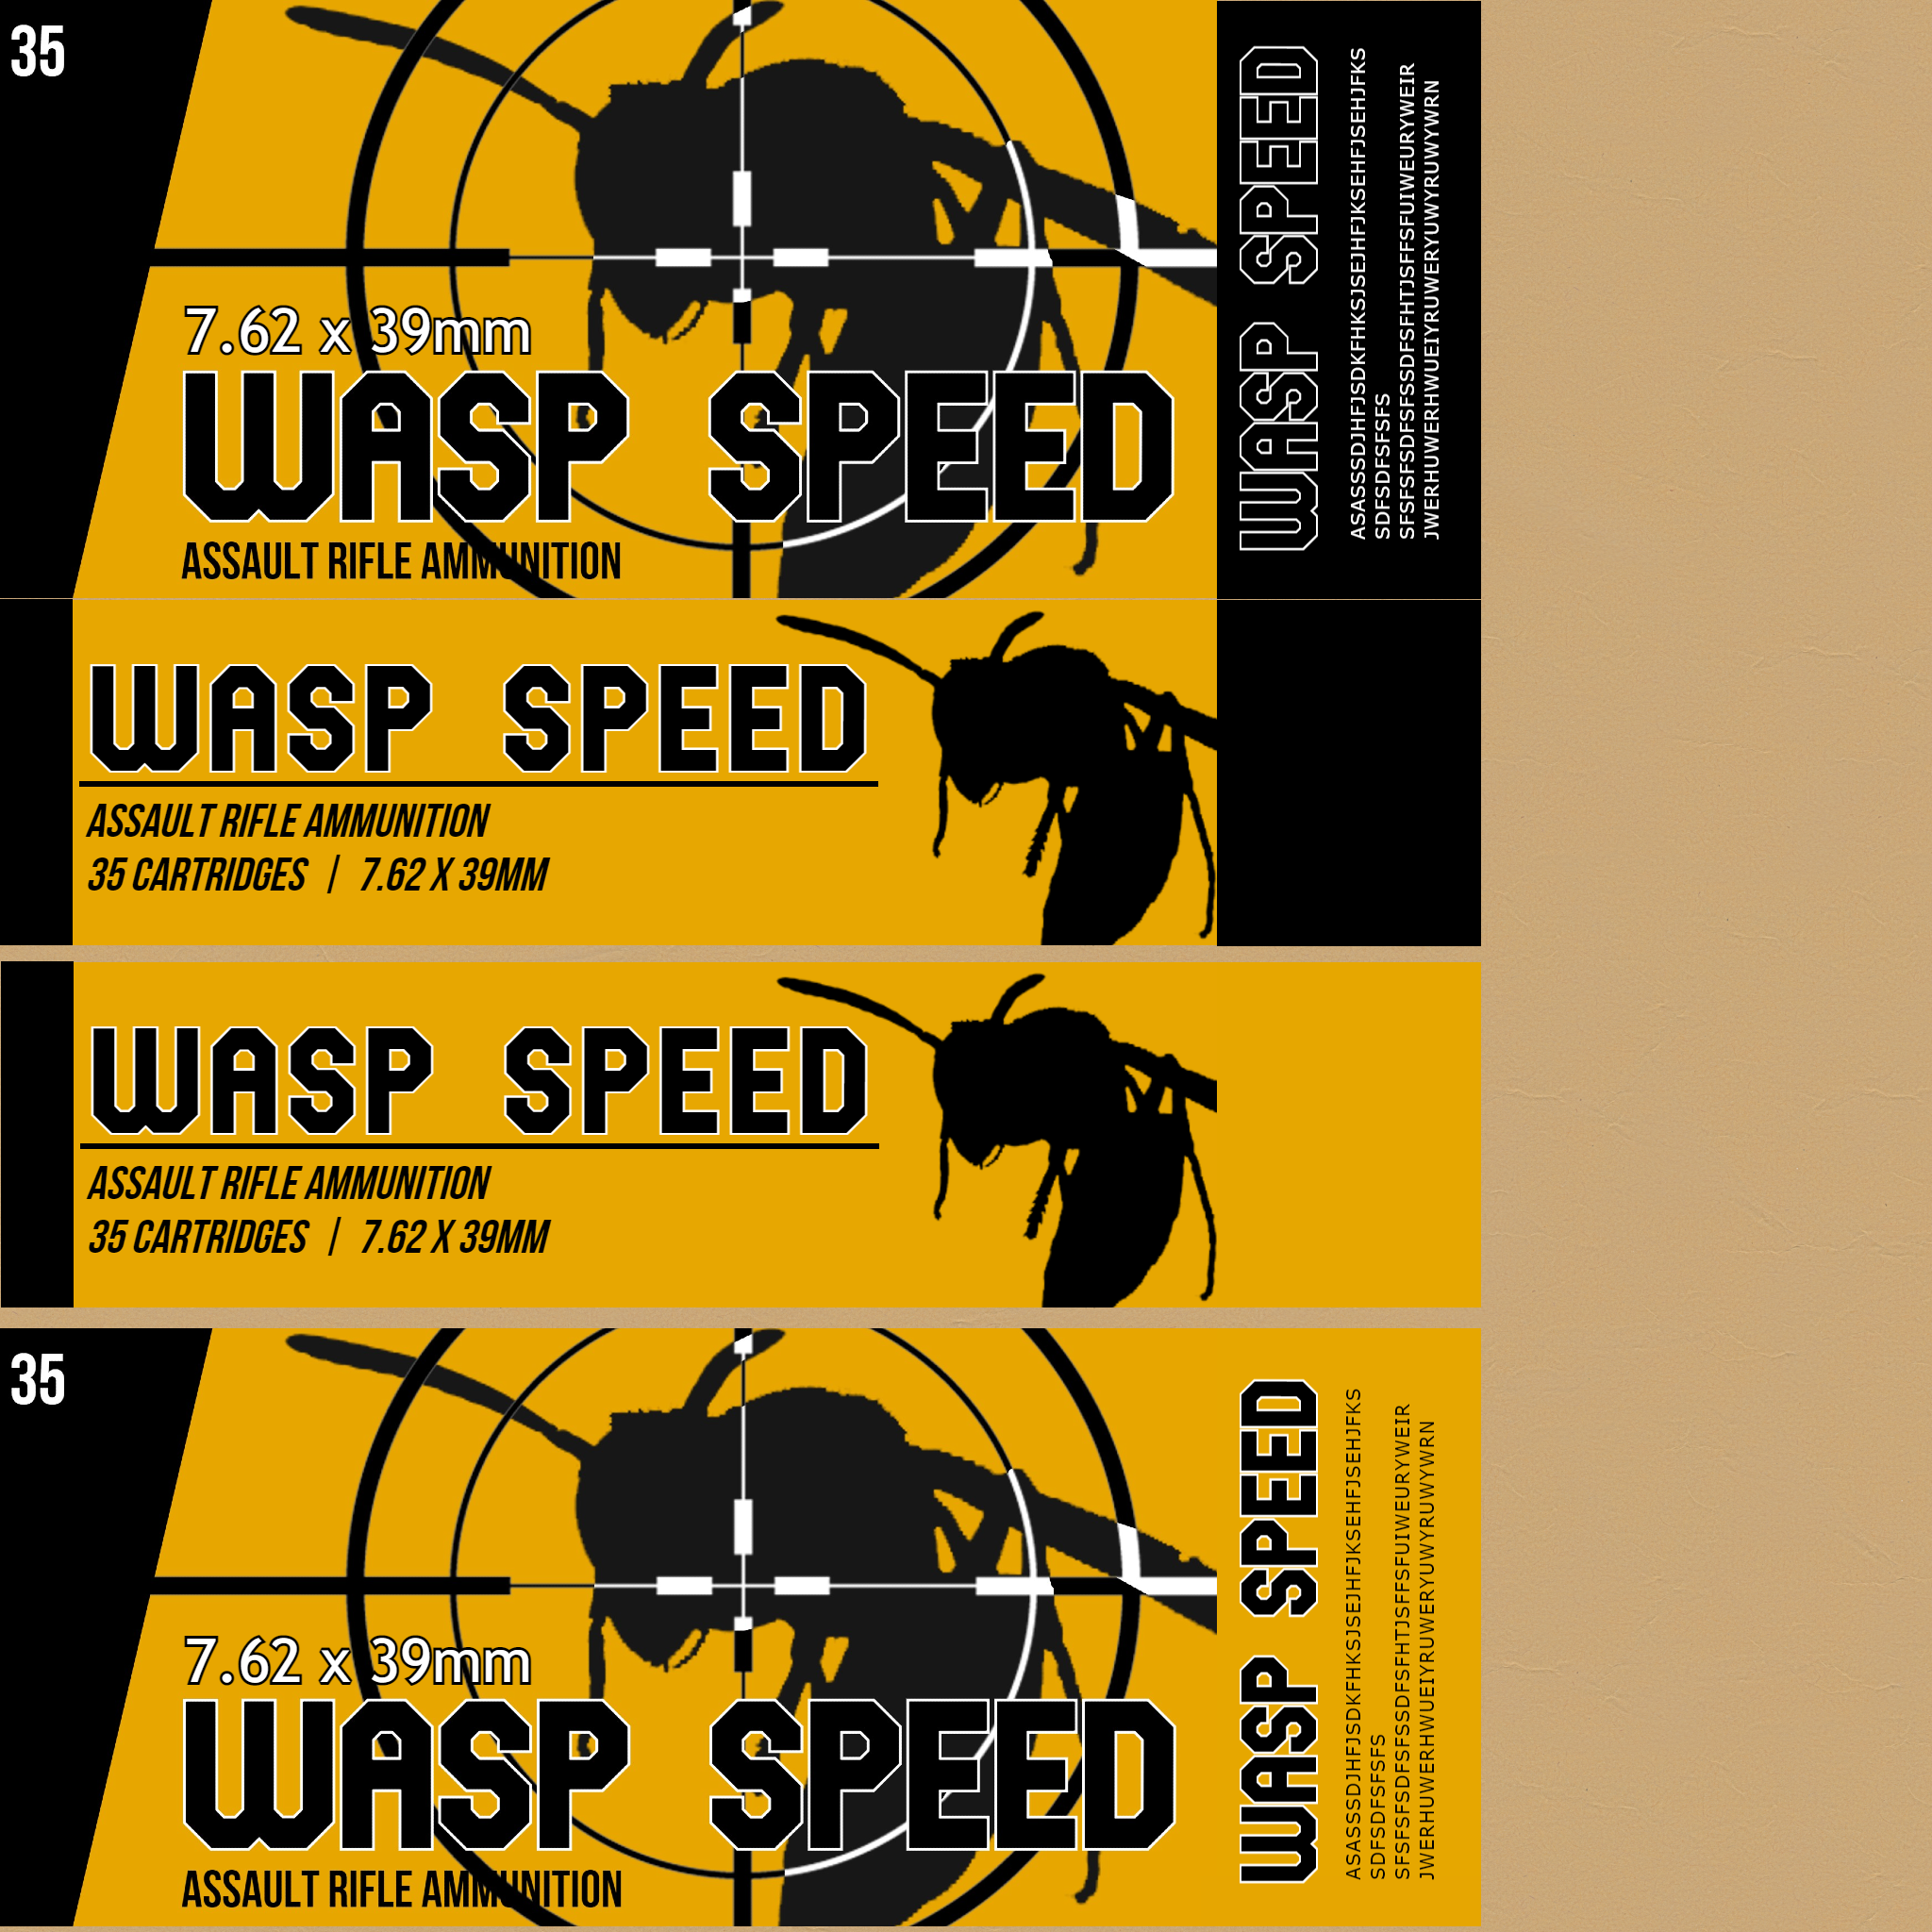 35
7.62 x 39mm
WASP SPEED
ASSAULT RIFLE AMMUNITION
WASP SPEED
ASASSSDJHFJSDKFHKSJSEJHFJKSEHFJSEHJFKS
SDFSDFSFSFS
SFSFSFSDFSFSSDFSFHTJSFFSFUIWEURYWEIR
JWERHUWERHWUEIYRUWERYUWYRUWYWRN
WASP SPEED
ASSAULT RIFLE AMMUNITION
35 CARTRIDGES / 7.62 X 39MM
WASP SPEED
ASSAULT RIFLE AMMUNITION
35 CARTRIDGES / 7.62 X 39MM
35
7.62 x 39mm
WASP SPEED
ASSAULT RIFLE AMMUNITION
WASP SPEED
ASASSSDJHFJSDKFHKSJSEJHFJKSEHFJSEHJFKS
SDFSDFSFSFS
SFSFSFSDFSFSSDFSFHTJSFFSFUIWEURYWEIR
JWERHUWERHWUEIYRUWERYUWYRUWYWRN